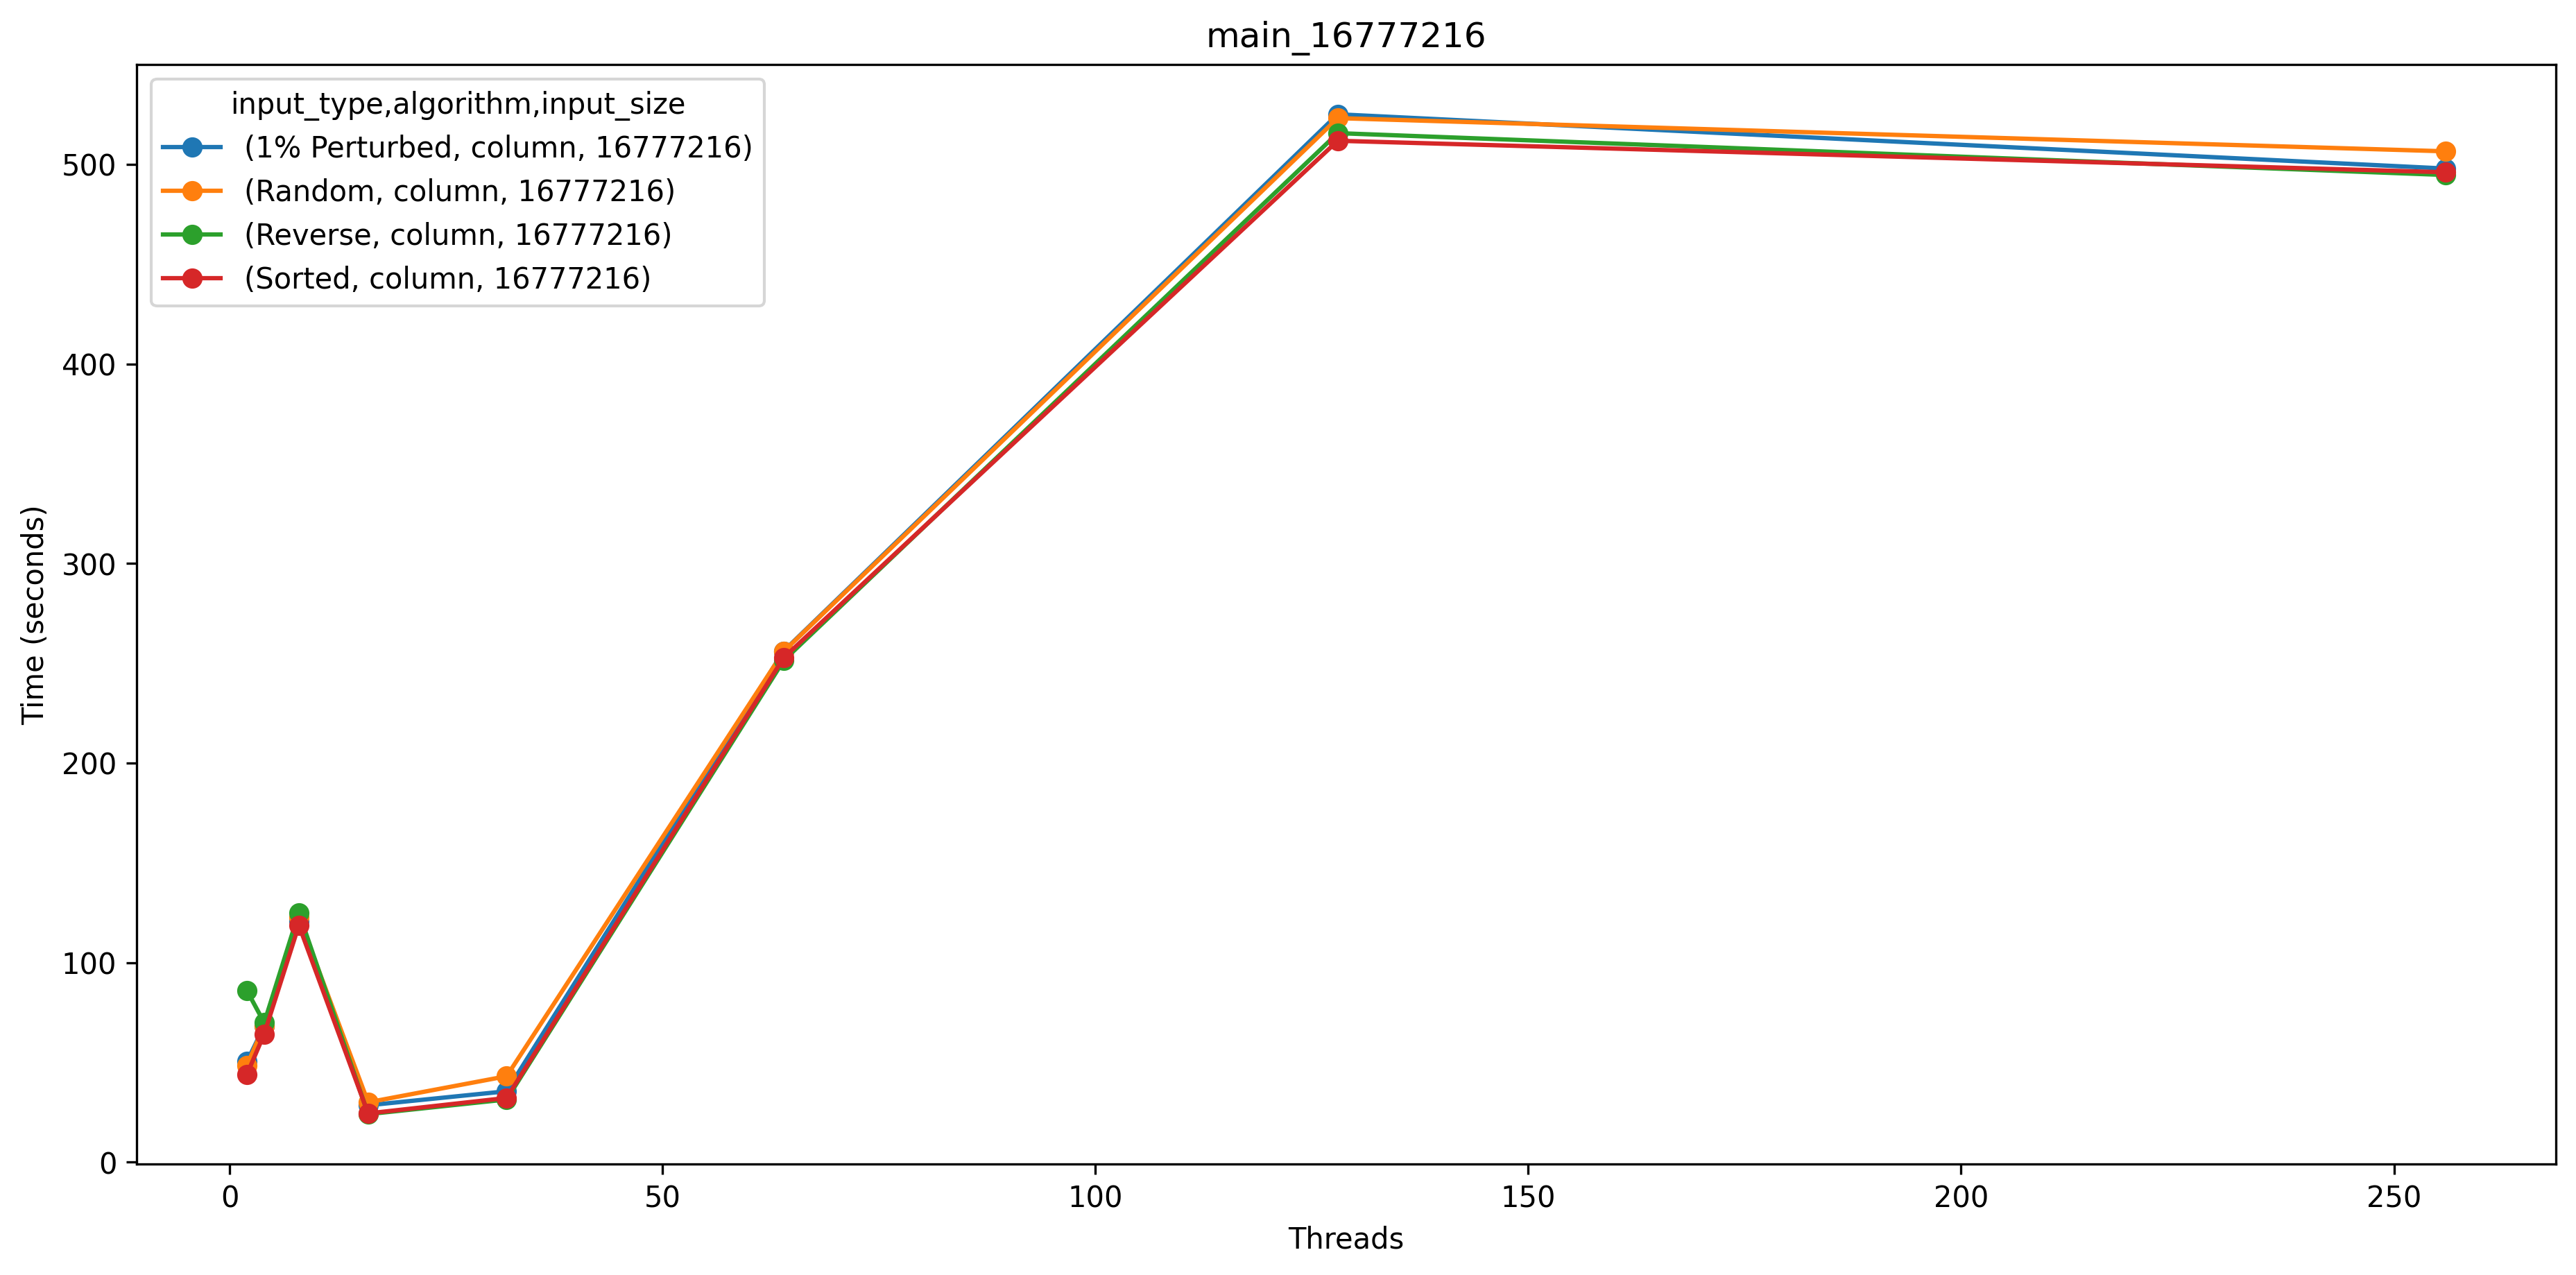 main_16777216
input_type,algorithm,input_size
(1% Perturbed, column, 16777216)
(Random, column, 16777216)
(Reverse, column, 16777216)
(Sorted, column, 16777216)
500
400
300
200
100
0
Time (seconds)
0 50 100 150 200 250
Threads